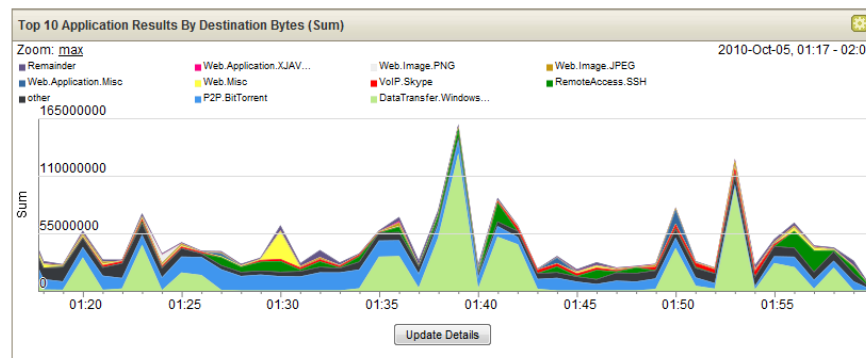 Top 10 Application Results By Destination Bytes (Sum)
Zoom: max 2010-Oct-05, 01:17 - 02:0
Remainder Web.Application.XJAV... Web.Image.PNG Web.Image.JPEG
Web.Application.Misc Web.Misc VoIP.Skype RemoteAccess.SSH
other P2P.BitTorrent DataTransfer.Windows...
165000000
110000000
55000000
0
Sum
01:20 01:25 01:30 01:35 01:40 01:45 01:50 01:55
Update Details